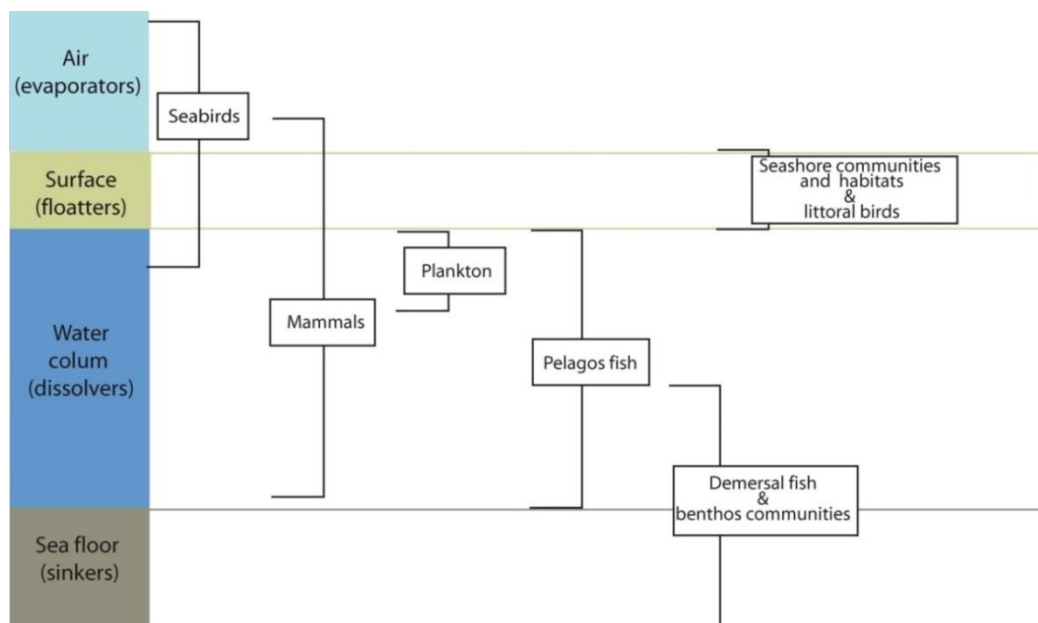 Air
(evaporators)
Seabirds
Surface
(floatters)
Seashore communities
and habitats
&
littoral birds
Water
colum
(dissolvers)
Mammals
Plankton
Pelagos fish
Demersal fish
&
benthos communities
Sea floor
(sinkers)